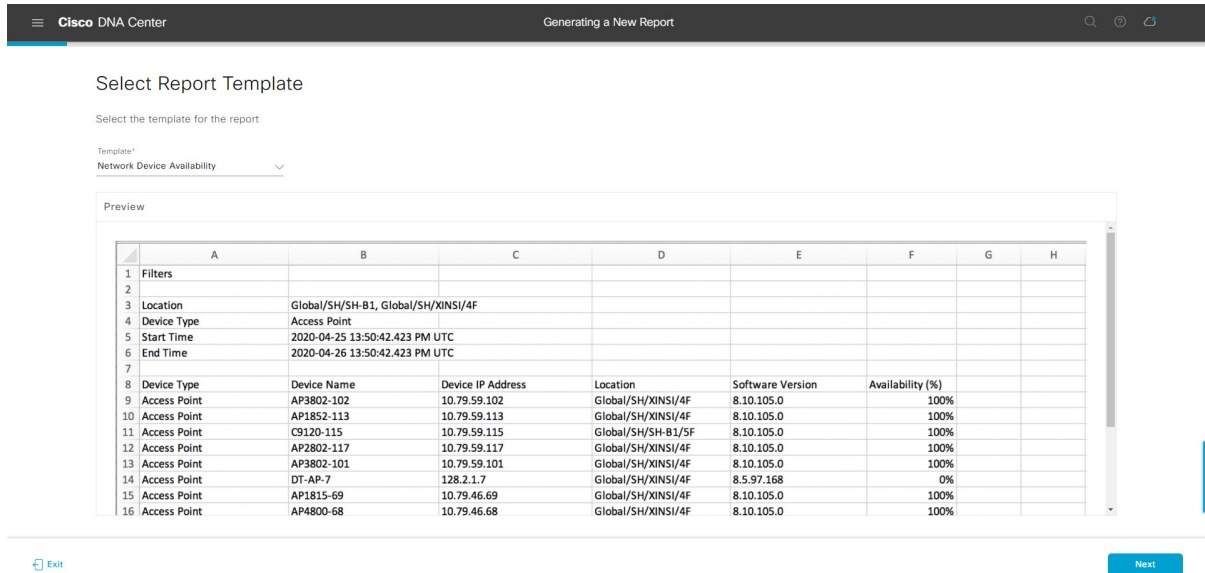 Cisco DNA Center Generating a New Report
Select Report Template
Select the template for the report
Template*
Network Device Availability
Preview
A B C D E F G H
1 Filters
2
3 Location Global/SH/SH-B1, Global/SH/XINSI/4F
4 Device Type Access Point
5 Start Time 2020-04-25 13:50:42.423 PM UTC
6 End Time 2020-04-26 13:50:42.423 PM UTC
7
8 Device Type Device Name Device IP Address Location Software Version Availability (%)
9 Access Point AP3802-102 10.79.59.102 Global/SH/XINSI/4F 8.10.105.0 100%
10 Access Point AP1852-113 10.79.59.113 Global/SH/XINSI/4F 8.10.105.0 100%
11 Access Point C9120-115 10.79.59.115 Global/SH/SH-B1/5F 8.10.105.0 100%
12 Access Point AP2802-117 10.79.59.117 Global/SH/XINSI/4F 8.10.105.0 100%
13 Access Point AP3802-101 10.79.59.101 Global/SH/XINSI/4F 8.10.105.0 100%
14 Access Point DT-AP-7 128.2.1.7 Global/SH/XINSI/4F 8.5.97.168 0%
15 Access Point AP1815-69 10.79.46.69 Global/SH/XINSI/4F 8.10.105.0 100%
16 Access Point AP4800-68 10.79.46.68 Global/SH/XINSI/4F 8.10.105.0 100%
Exit Next